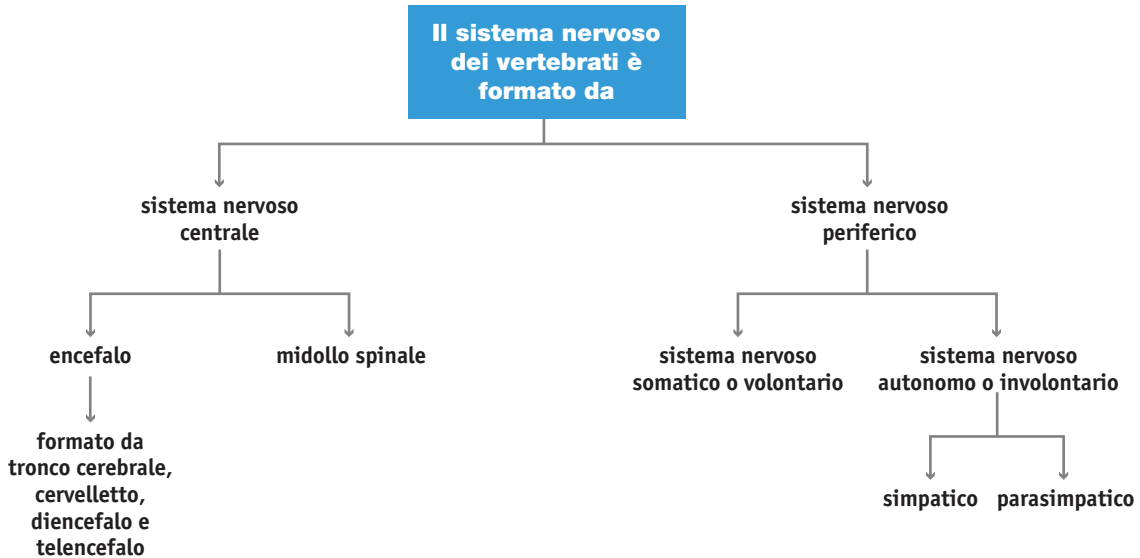 Il sistema nervoso
dei vertebrati è
formato da
sistema nervoso
centrale
sistema nervoso
periferico
encefalo
midollo spinale
sistema nervoso
somatico o volontario
sistema nervoso
autonomo o involontario
formato da
tronco cerebrale,
cervelletto,
diencefalo e
telencefalo
simpatico
parasimpatico